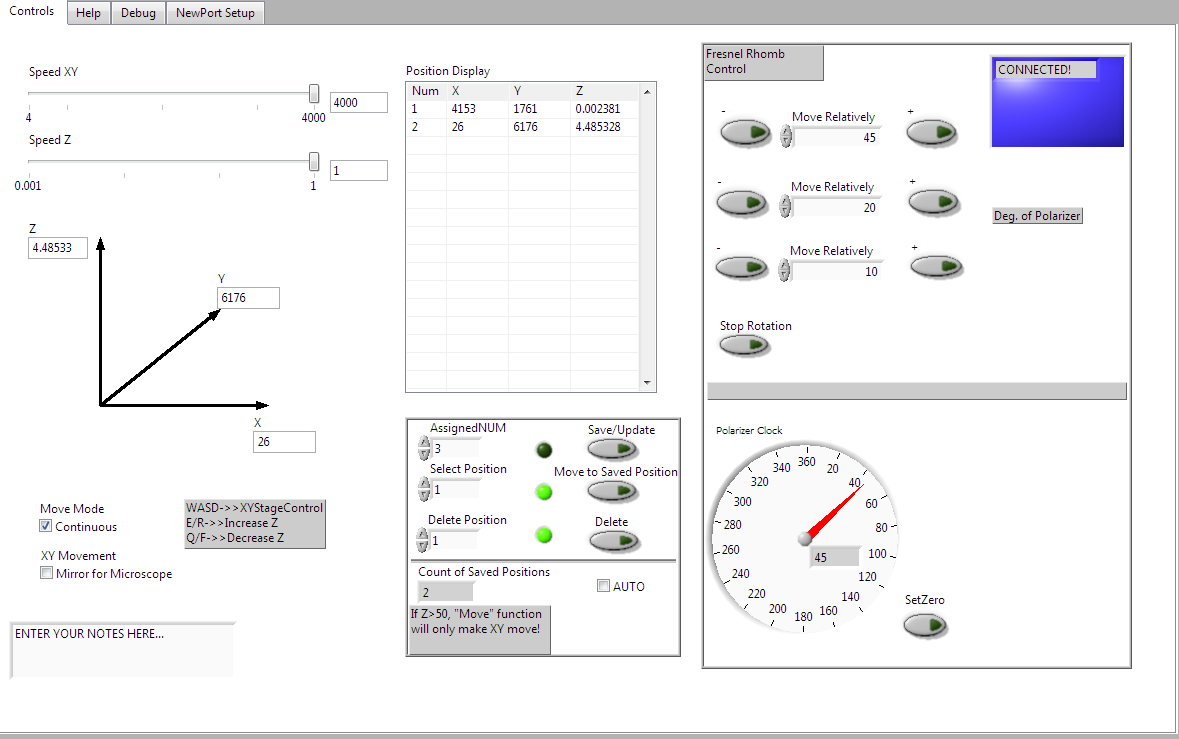 Controls Help Debug NewPort Setup
Speed XY
4000
4 4000
Speed Z
1
0.001 1
Z
4.48533
Y
6176
X
26
Move Mode
Continuous
XY Movement
Mirror for Microscope
WASD->>XYStageControl
E/R->>Increase Z
Q/F->>Decrease Z
ENTER YOUR NOTES HERE...
Position Display
Num X Y Z
1 4153 1761 0.002381
2 26 6176 4.485328
AssignedNUM Save/Update
3
Select Position Move to Saved Position
1
Delete Position Delete
1
Count of Saved Positions
2
AUTO
If Z>50, "Move" function
will only make XY move!
Fresnel Rhomb
Control
CONNECTED!
- Move Relatively +
45
- Move Relatively +
20
Deg. of Polarizer
- Move Relatively +
10
Stop Rotation
Polarizer Clock
360
20
40
60
80
100
120
140
160
180
200
220
240
260
280
300
320
340
45
SetZero